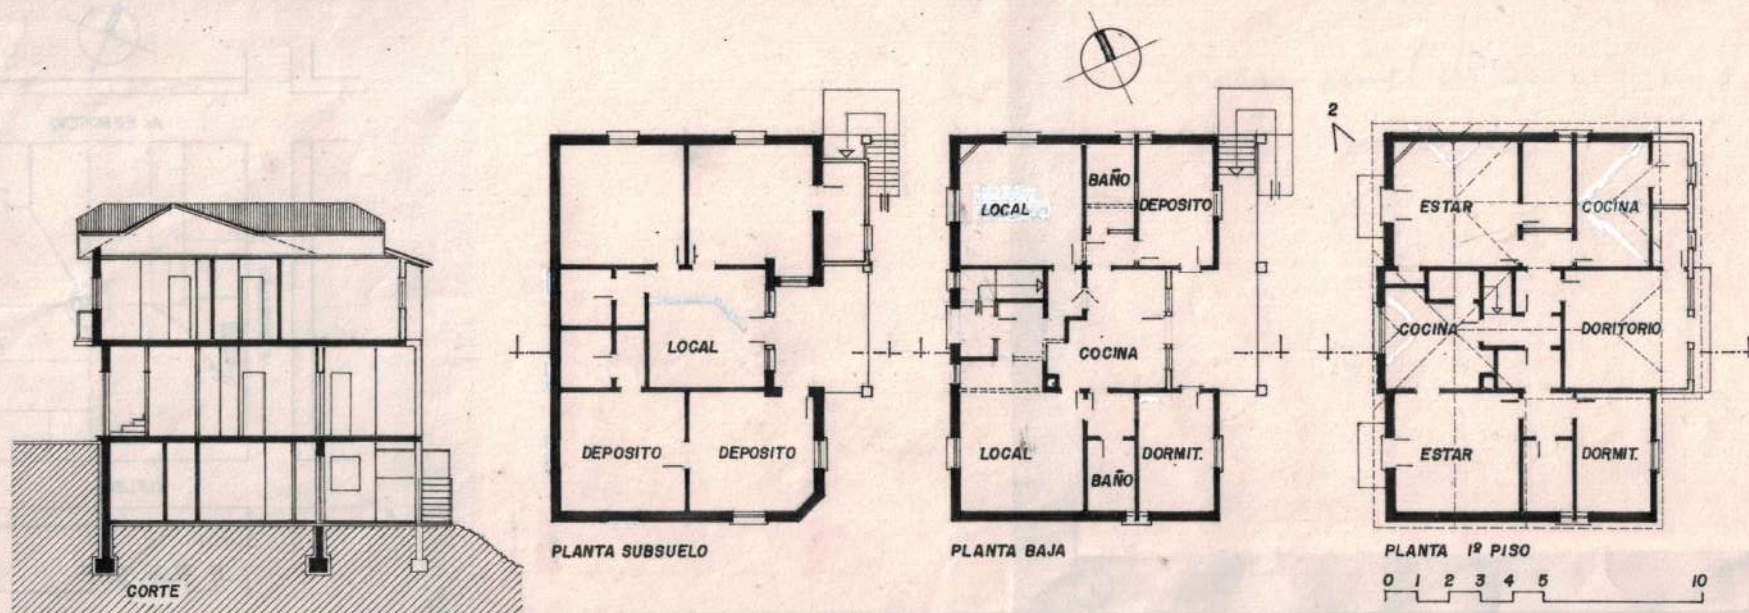 CORTE
LOCAL
DEPOSITO
DEPOSITO
PLANTA SUBSUELO
BAÑO
LOCAL
DEPOSITO
COCINA
LOCAL
BAÑO
DORMIT.
PLANTA BAJA
2
ESTAR
COCINA
COCINA
DORITORIO
ESTAR
DORMIT.
PLANTA 1º PISO
0 1 2 3 4 5 10